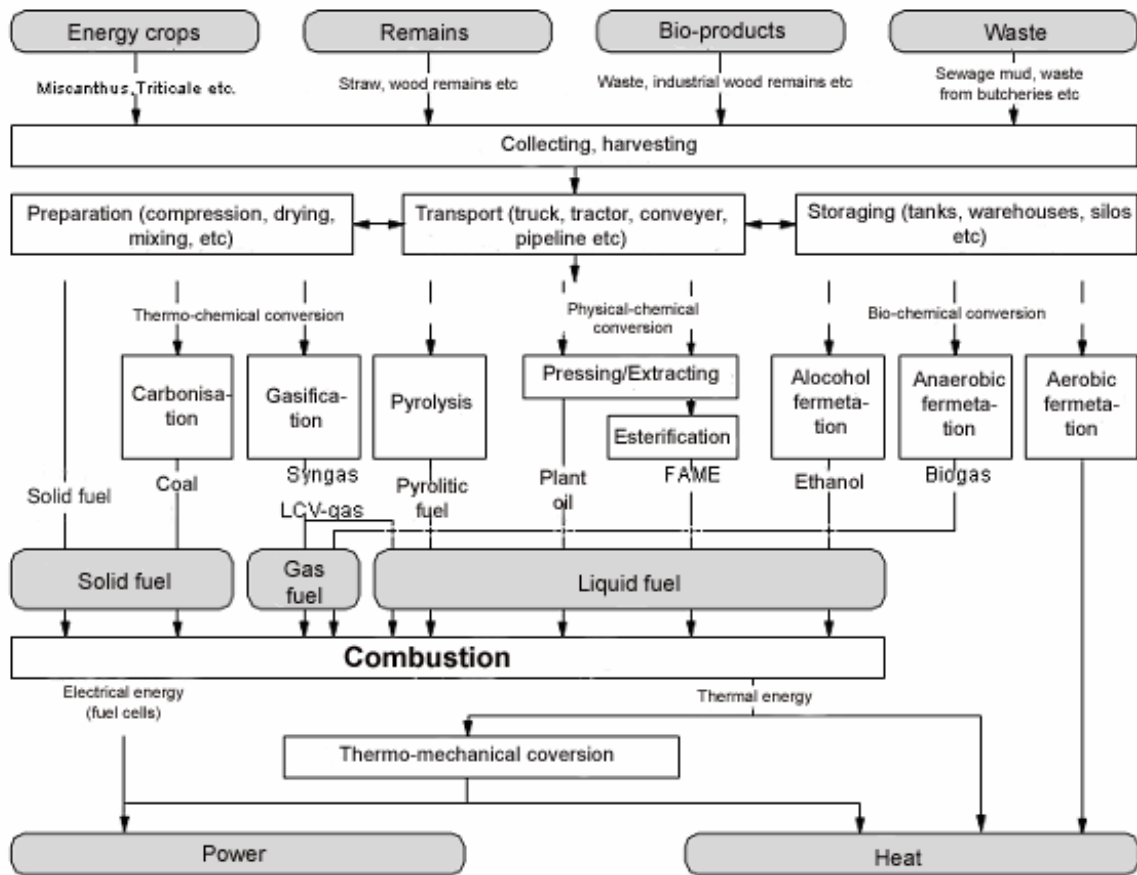 Energy crops
Remains
Bio-products
Waste
Miscanthus, Triticale etc.
Straw, wood remains etc
Waste, industrial wood remains etc
Sewage mud, waste
from butcheries etc
Collecting, harvesting
Preparation (compression, drying,
mixing, etc)
Transport (truck, tractor, conveyer,
pipeline etc)
Storaging (tanks, warehouses, silos
etc)
Thermo-chemical conversion
Physical-chemical
conversion
Bio-chemical conversion
Carbonisa-
tion
Gasifica-
tion
Pyrolysis
Pressing/Extracting
Esterification
Alocohol
fermeta-
tion
Anaerobic
fermeta-
tion
Aerobic
fermeta-
tion
Solid fuel
Coal
Syngas
LCV-gas
Pyrolitic
fuel
Plant
oil
FAME
Ethanol
Biogas
Solid fuel
Gas
fuel
Liquid fuel
Combustion
Electrical energy
(fuel cells)
Thermal energy
Thermo-mechanical coversion
Power
Heat